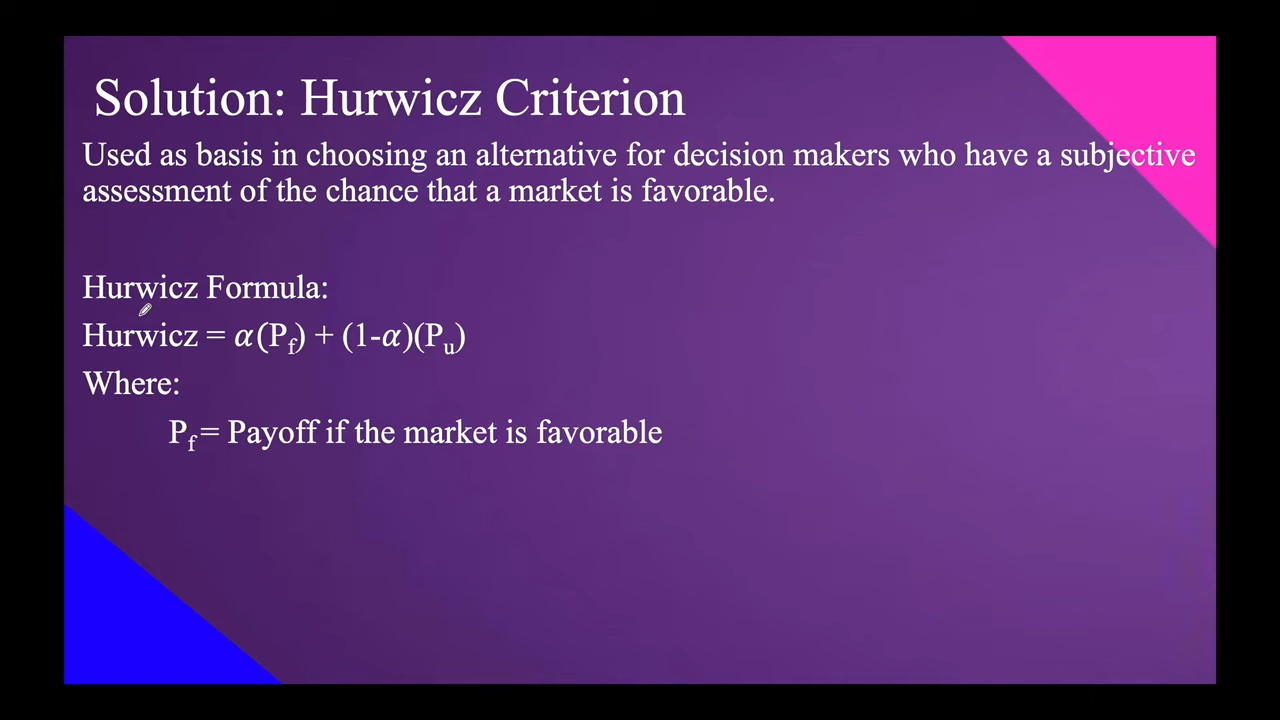 Solution: Hurwicz Criterion
Used as basis in choosing an alternative for decision makers who have a subjective
assessment of the chance that a market is favorable.
Hurwicz Formula:
Hurwicz = α(Pf) + (1-α)(Pu)
Where:
Pf = Payoff if the market is favorable